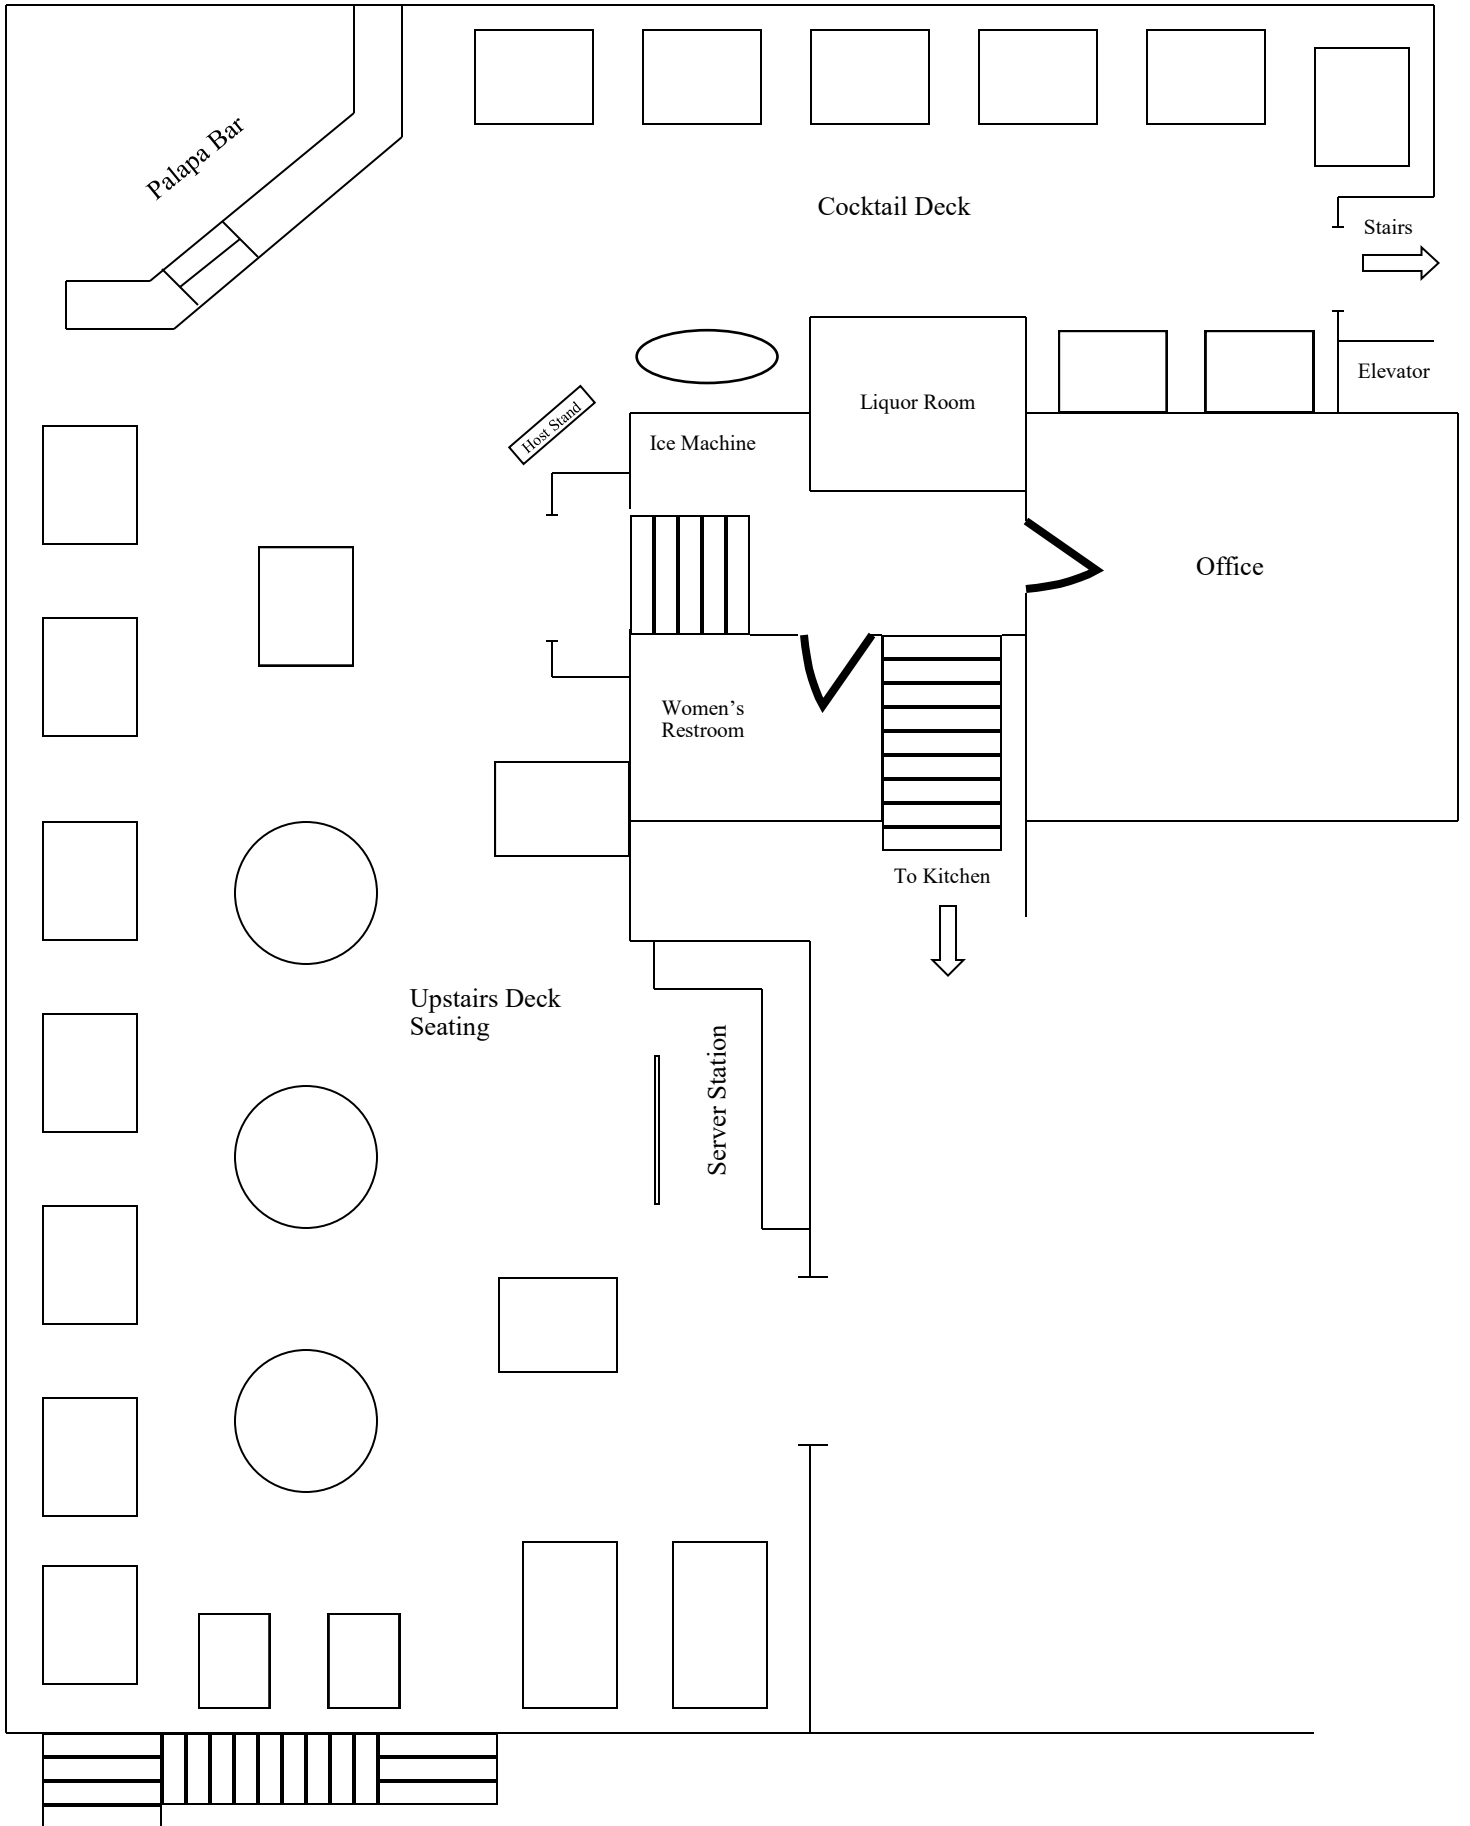 Palapa Bar
Cocktail Deck
Stairs
Elevator
Liquor Room
Host Stand
Ice Machine
Office
Women’s
Restroom
To Kitchen
Upstairs Deck
Seating
Server Station